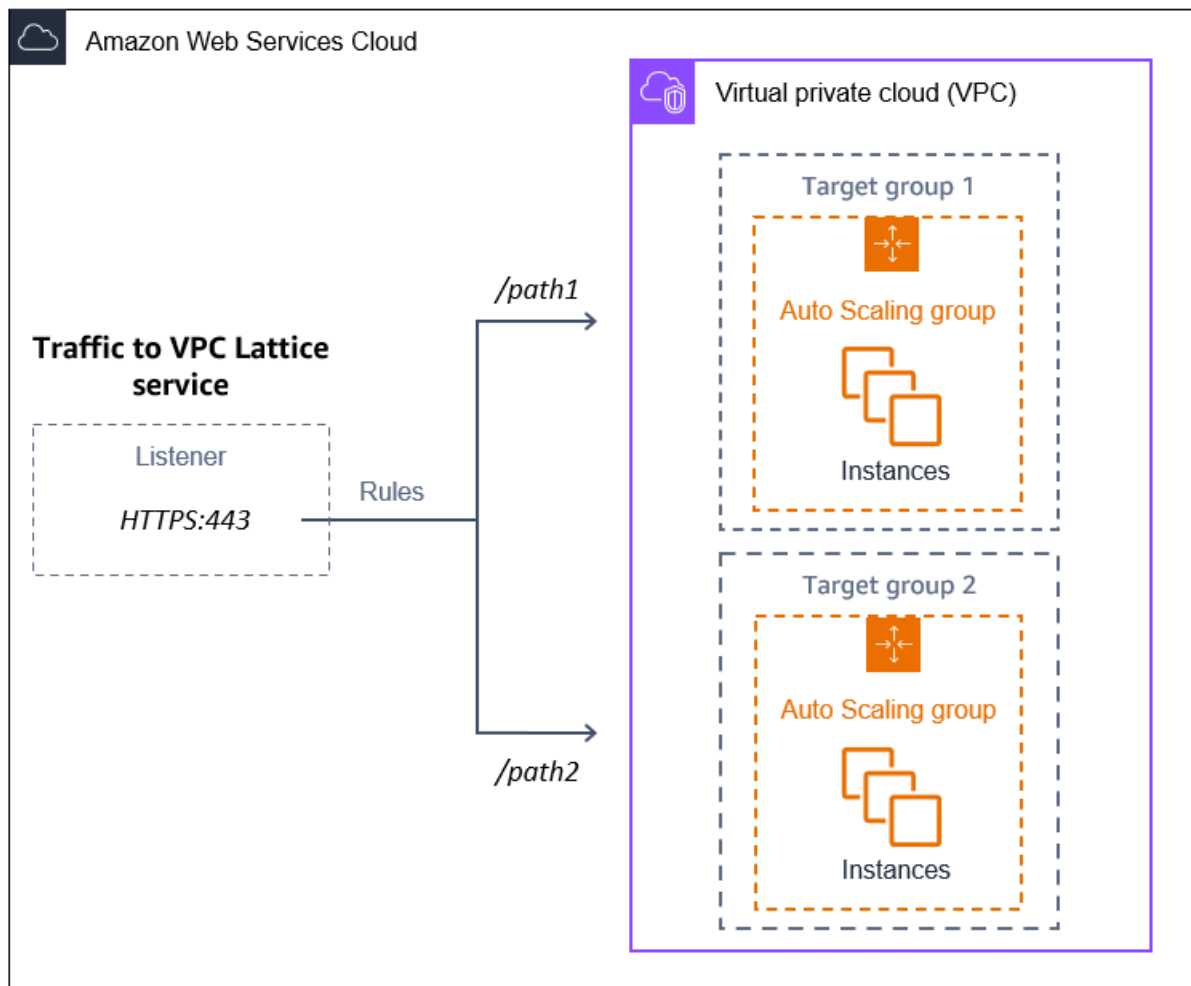 Amazon Web Services Cloud
Virtual private cloud (VPC)
Target group 1
Auto Scaling group
Instances
/path1
Traffic to VPC Lattice
service
Listener
HTTPS:443
Rules
/path2
Target group 2
Auto Scaling group
Instances